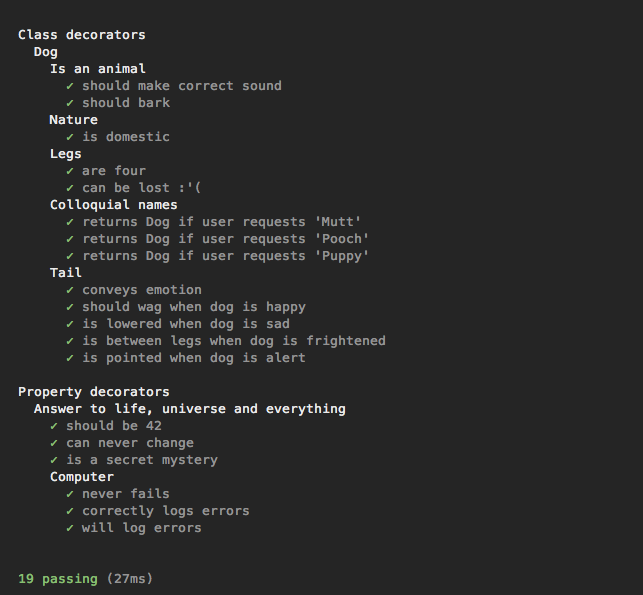 Class decorators
Dog
Is an animal
✓ should make correct sound
✓ should bark
Nature
✓ is domestic
Legs
✓ are four
✓ can be lost :'(
Colloquial names
✓ returns Dog if user requests 'Mutt'
✓ returns Dog if user requests 'Pooch'
✓ returns Dog if user requests 'Puppy'
Tail
✓ conveys emotion
✓ should wag when dog is happy
✓ is lowered when dog is sad
✓ is between legs when dog is frightened
✓ is pointed when dog is alert
Property decorators
Answer to life, universe and everything
✓ should be 42
✓ can never change
✓ is a secret mystery
Computer
✓ never fails
✓ correctly logs errors
✓ will log errors
19 passing (27ms)